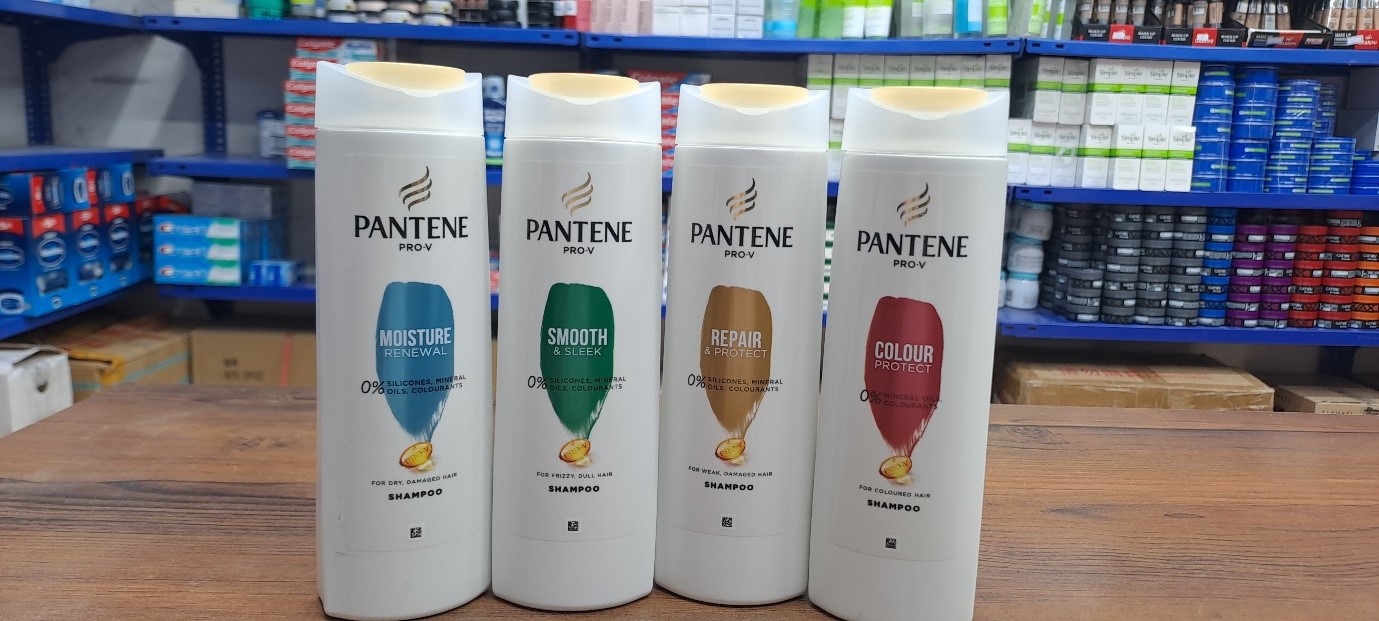 PANTENE
PRO-V
MOISTURE
RENEWAL
0% SILICONES, MINERAL
OILS, COLOURANTS
FOR DRY, DAMAGED HAIR
SHAMPOO
PANTENE
PRO-V
SMOOTH
& SLEEK
0% SILICONES, MINERAL
OILS, COLOURANTS
FOR FRIZZY, DULL HAIR
SHAMPOO
PANTENE
PRO-V
REPAIR
& PROTECT
0% SILICONES, MINERAL
OILS, COLOURANTS
FOR WEAK, DAMAGED HAIR
SHAMPOO
PANTENE
PRO-V
COLOUR
PROTECT
0% MINERAL OILS
COLOURANTS
FOR COLOURED HAIR
SHAMPOO
Colgate
Simple